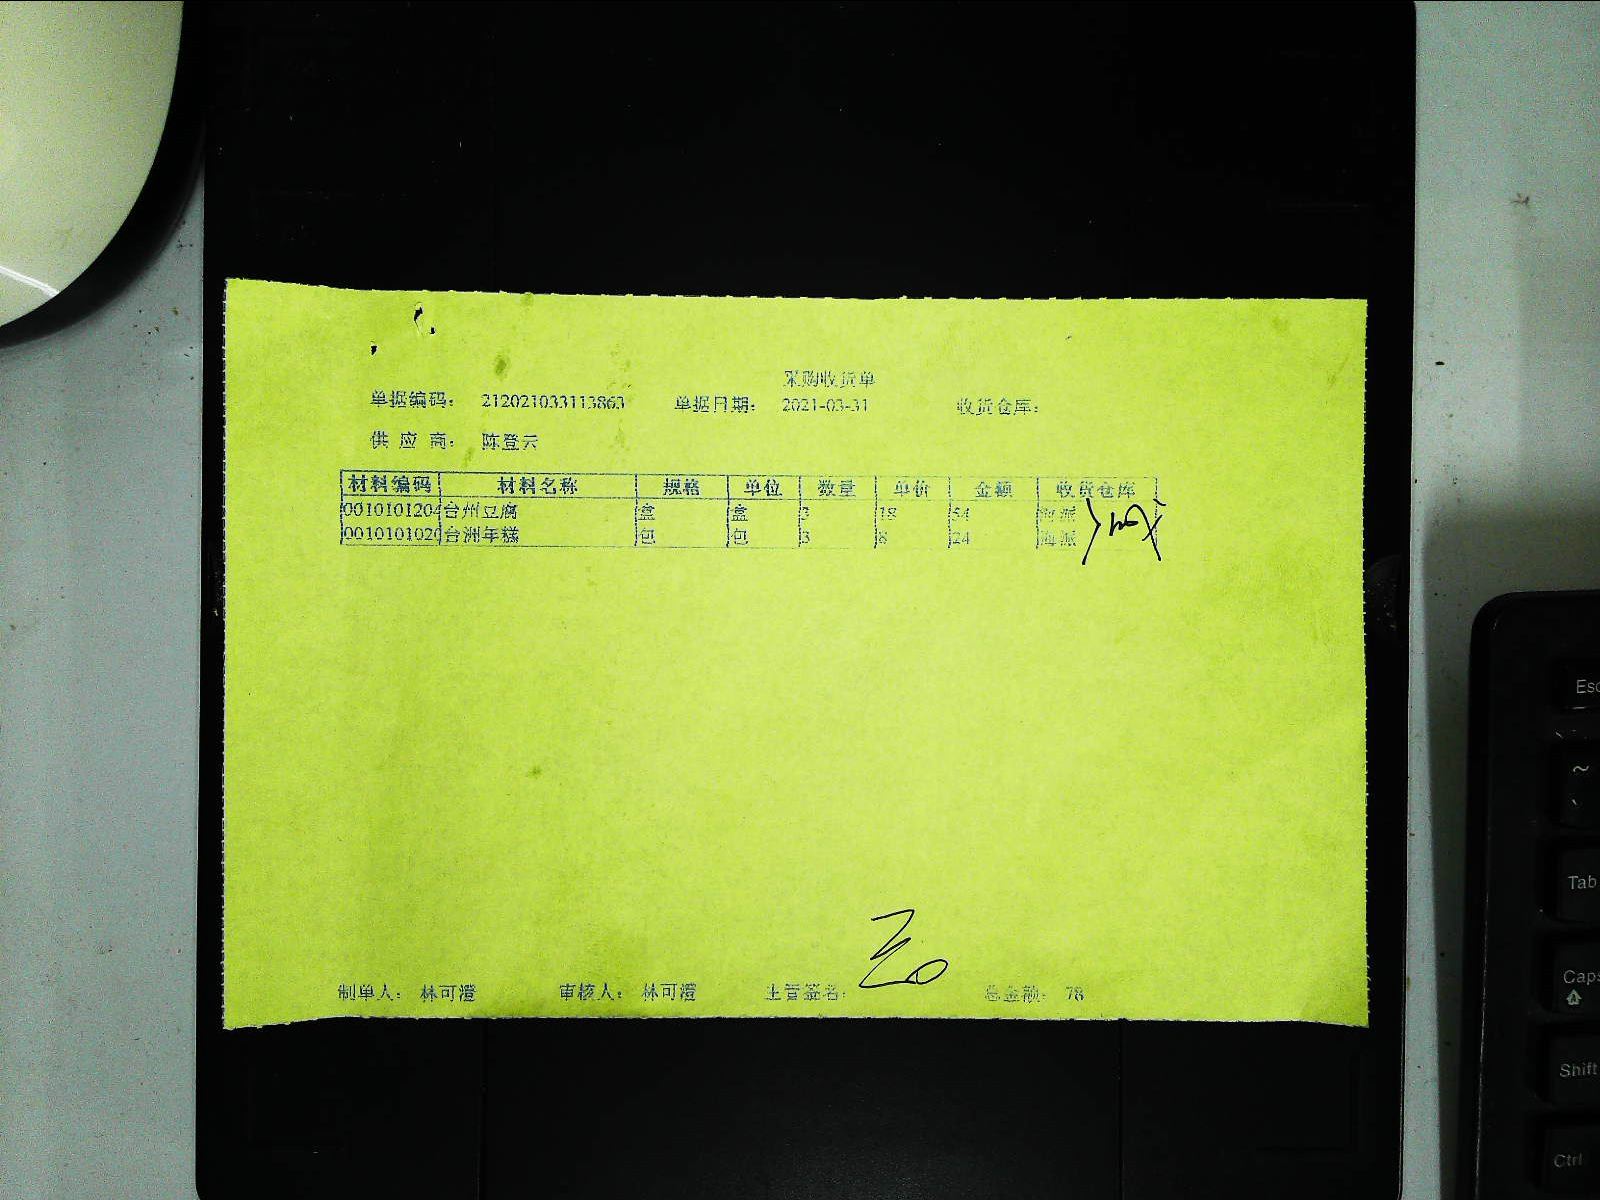 采购收货单
单据编码： 212021033113863 单据日期： 2021-03-31 收货仓库：
供 应 商： 陈登云
材料编码 材料名称 规格 单位 数量 单价 金额 收货仓库
0010101204 台州豆腐 盒 盒 3 18 54 海派
0010101020 台洲年糕 包 包 3 8 24 海派
制单人： 林可澄 审核人： 林可澄 主管签名： 总金额： 78
Esc
~
Tab
Caps
Shift
Ctrl